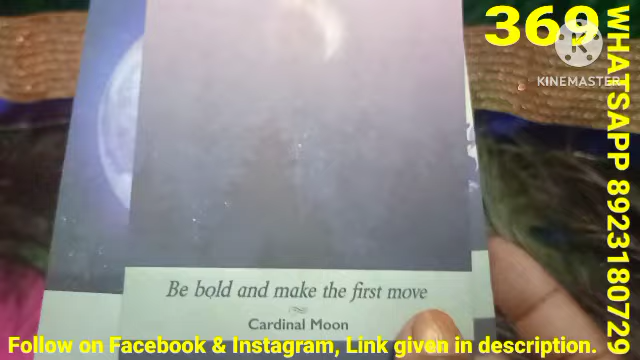 369
KINEMASTER
WHATSAPP 8923180729
Be bold and make the first move
Cardinal Moon
Follow on Facebook & Instagram, Link given in description.